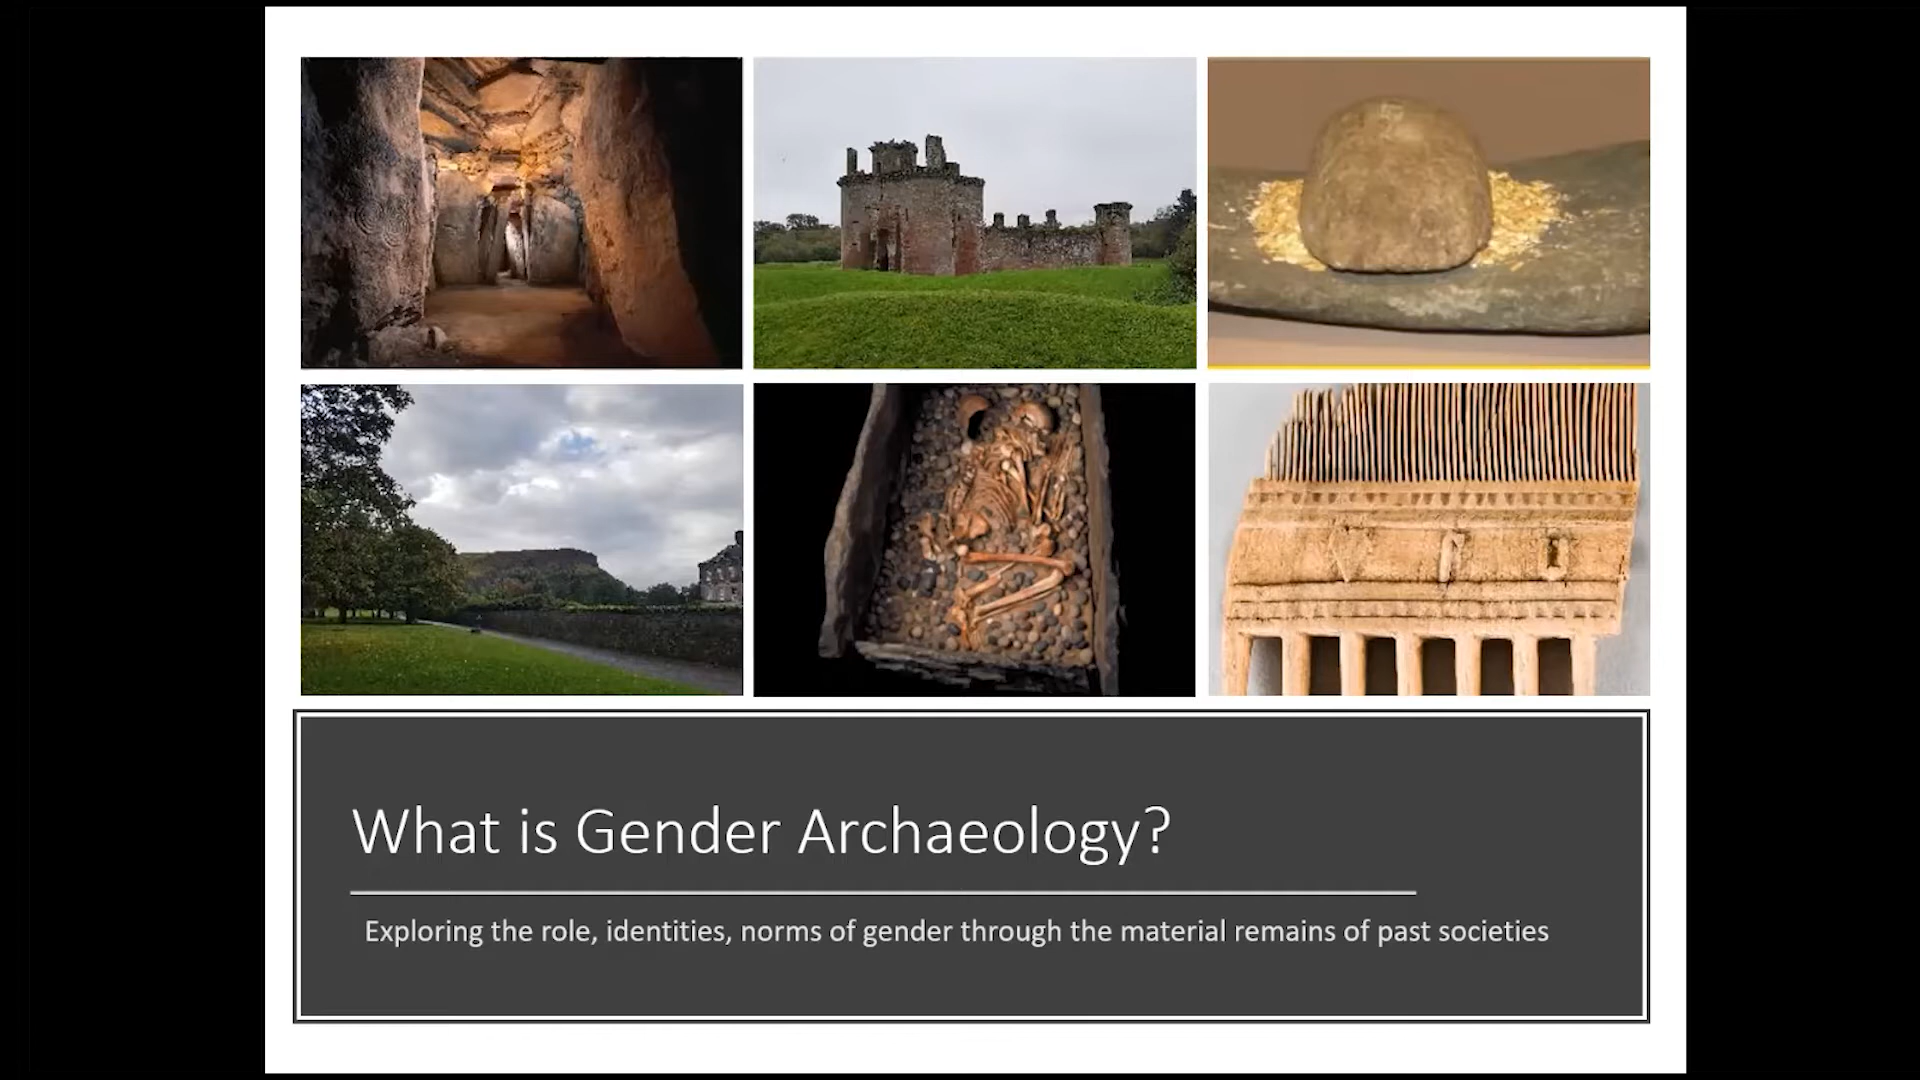 What is Gender Archaeology?
Exploring the role, identities, norms of gender through the material remains of past societies